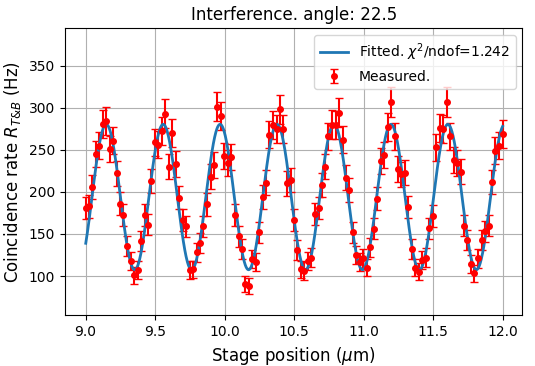 Interference. angle: 22.5
Fitted. χ²/ndof=1.242
Measured.
Coincidence rate R_{T&B} (Hz)
350
300
250
200
150
100
9.0 9.5 10.0 10.5 11.0 11.5 12.0
Stage position (μm)